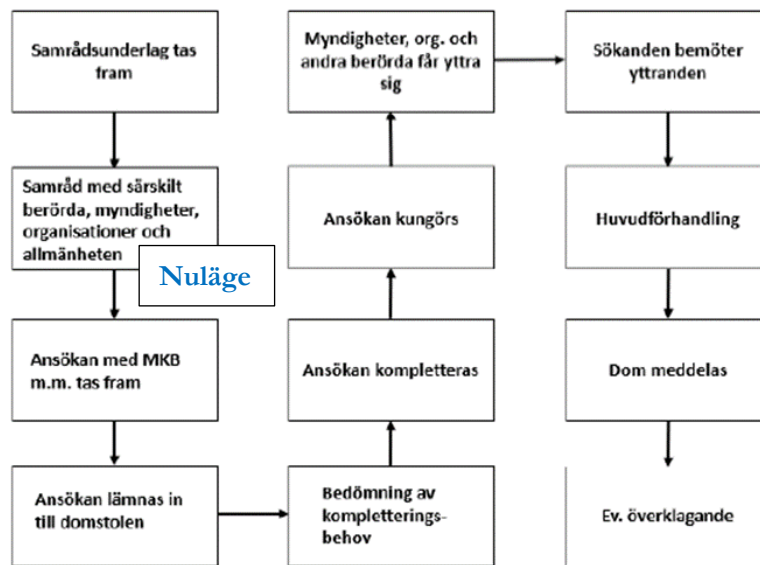 Samrådsunderlag tas
fram
Samråd med särskilt
berörda, myndigheter,
organisationer och
allmänheten
Nuläge
Ansökan med MKB
m.m. tas fram
Ansökan lämnas in
till domstolen
Bedömning av
kompletterings-
behov
Ansökan kompletteras
Ansökan kungörs
Myndigheter, org. och
andra berörda får yttra
sig
Sökanden bemöter
yttranden
Huvudförhandling
Dom meddelas
Ev. överklagande